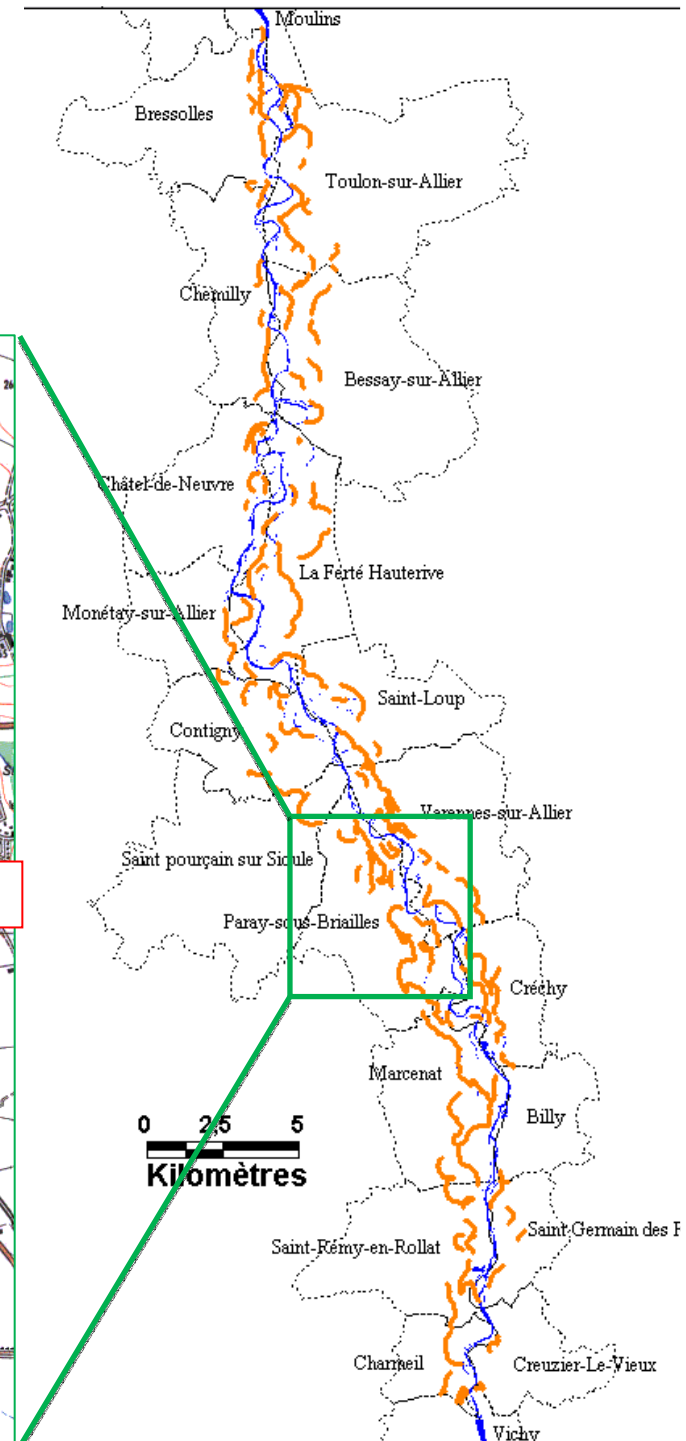 Moulins
Bressolles
Toulon-sur-Allier
Chemilly
Bessay-sur-Allier
26
Châtel-de-Neuvre
La Ferté Hauterive
Monétay-sur-Allier
Saint-Loup
Contigny
Varennes-sur-Allier
Saint pourçain sur Sioule
Paray-sous-Briailles
Créchy
Marcenat
Billy
0 2,5 5
Kilomètres
Saint Germain des F
Saint-Rémy-en-Rollat
Charmeil
Creuzier-Le-Vieux
Vichy